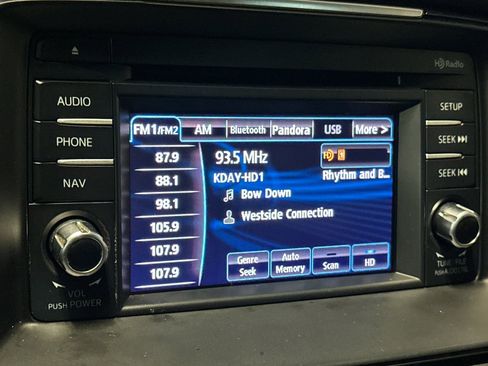 HD Radio
AUDIO
PHONE
NAV
VOL
PUSH POWER
FM1/FM2 AM Bluetooth Pandora USB More >
87.9
88.1
98.1
105.9
107.9
107.9
93.5 MHz
KDAY-HD1
Rhythm and B...
Bow Down
Westside Connection
Genre Seek
Auto Memory
Scan
HD
SETUP
SEEK
SEEK
TUNE/FILE